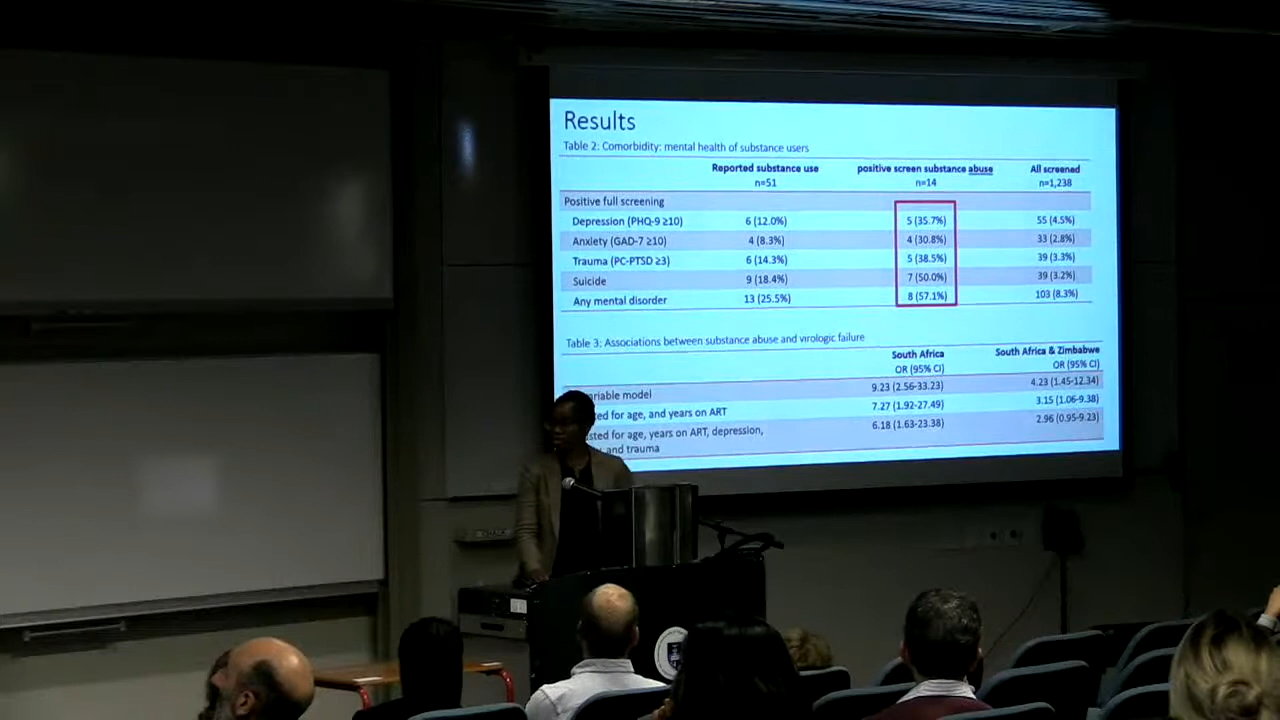 Results
Table 2: Comorbidity: mental health of substance users
Reported substance use positive screen substance abuse All screened
n=51 n=14 n=1,238
Positive full screening
Depression (PHQ-9 ≥10) 6 (12.0%) 5 (35.7%) 55 (4.5%)
Anxiety (GAD-7 ≥10) 4 (8.3%) 4 (30.8%) 33 (2.8%)
Trauma (PC-PTSD ≥3) 6 (14.3%) 5 (38.5%) 39 (3.3%)
Suicide 9 (18.4%) 7 (50.0%) 39 (3.2%)
Any mental disorder 13 (25.5%) 8 (57.1%) 103 (8.3%)
Table 3: Associations between substance abuse and virologic failure
South Africa South Africa & Zimbabwe
OR (95% CI) OR (95% CI)
model 9.23 (2.56-33.23) 4.23 (1.45-12.34)
for age, and years on ART 7.27 (1.92-27.49) 3.15 (1.06-9.38)
for age, years on ART, depression, 6.18 (1.63-23.38) 2.96 (0.95-9.23)
and trauma